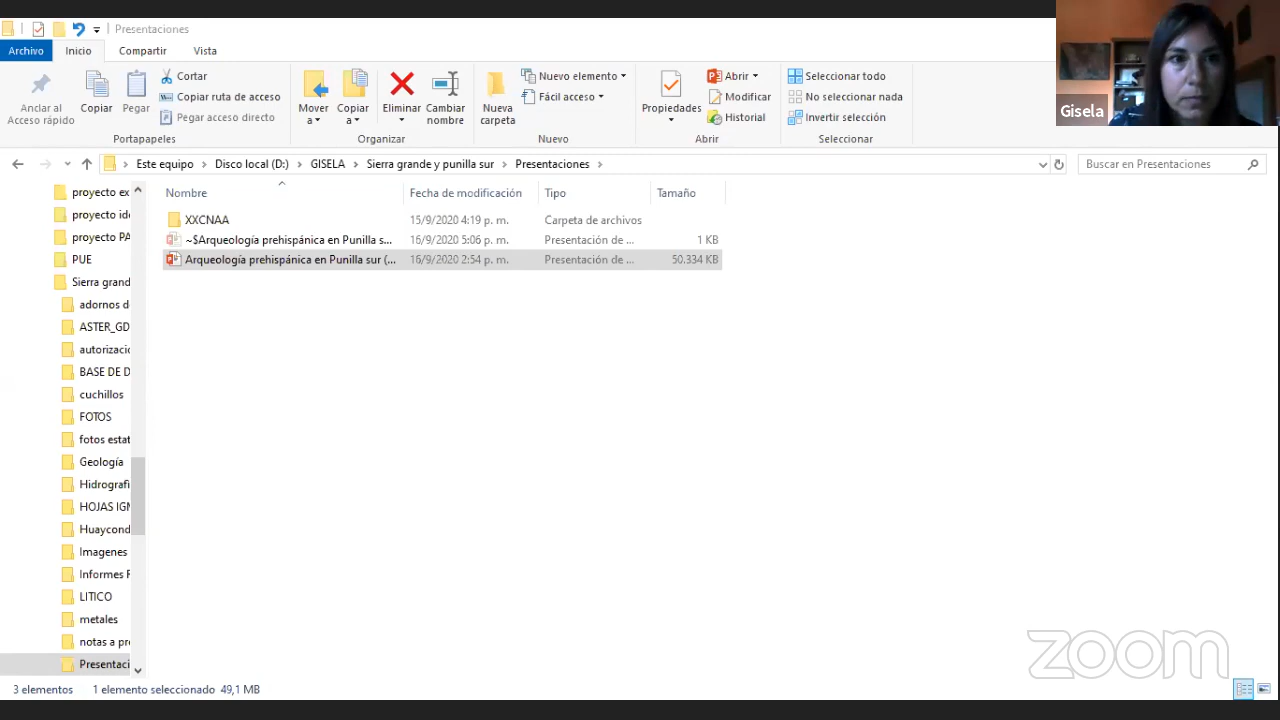 Presentaciones
Archivo Inicio Compartir Vista
Anclar al Acceso rápido
Copiar
Pegar
Cortar
Copiar ruta de acceso
Pegar acceso directo
Portapapeles
Mover a
Copiar a
Eliminar
Cambiar nombre
Organizar
Nueva carpeta
Nuevo elemento
Fácil acceso
Nuevo
Propiedades
Abrir
Modificar
Historial
Abrir
Seleccionar todo
No seleccionar nada
Invertir selección
Seleccionar
Gisela
Este equipo > Disco local (D:) > GISELA > Sierra grande y punilla sur > Presentaciones >
Buscar en Presentaciones
Nombre Fecha de modificación Tipo Tamaño
XXCNAA 15/9/2020 4:19 p. m. Carpeta de archivos
~$Arqueología prehispánica en Punilla s... 16/9/2020 5:06 p. m. Presentación de ... 1 KB
Arqueología prehispánica en Punilla sur (... 16/9/2020 2:54 p. m. Presentación de ... 50.334 KB
proyecto ex
proyecto ide
proyecto PA
PUE
Sierra grand
adornos d
ASTER_GD
autorizacio
BASE DE D
cuchillos
FOTOS
fotos estat
Geología
Hidrografi
HOJAS IGN
Huaycond
Imagenes
Informes F
LITICO
metales
notas a pr
Presentaci
zoom
3 elementos 1 elemento seleccionado 49,1 MB